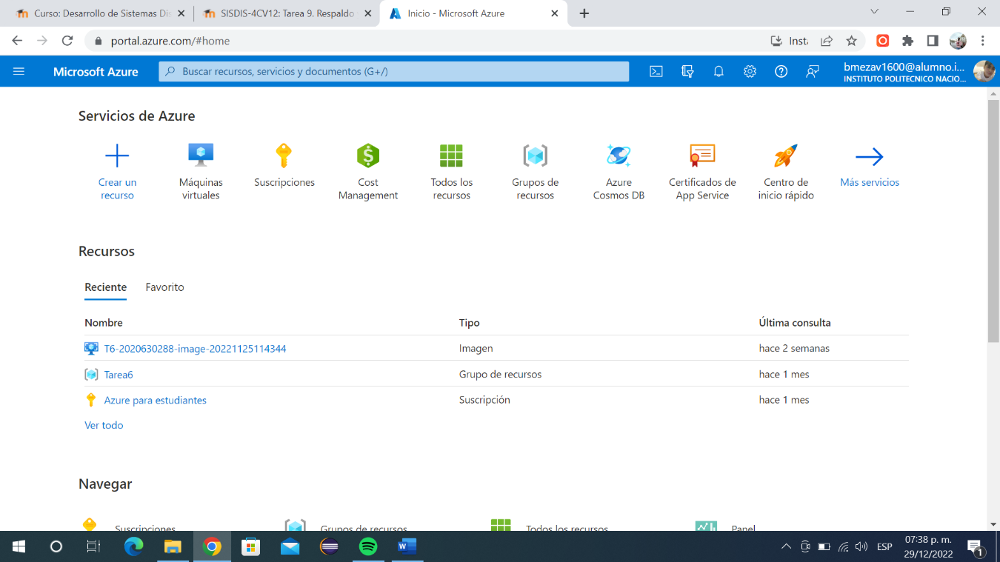 Curso: Desarrollo de Sistemas Dis
SISDIS-4CV12: Tarea 9. Respaldo
Inicio - Microsoft Azure
portal.azure.com/#home
Inst
Microsoft Azure
Buscar recursos, servicios y documentos (G+/)
bmezav1600@alumno.i...
INSTITUTO POLITECNICO NACIO...
Servicios de Azure
Crear un recurso
Máquinas virtuales
Suscripciones
Cost Management
Todos los recursos
Grupos de recursos
Azure Cosmos DB
Certificados de App Service
Centro de inicio rápido
Más servicios
Recursos
Reciente Favorito
Nombre Tipo Última consulta
T6-2020630288-image-20221125114344 Imagen hace 2 semanas
Tarea6 Grupo de recursos hace 1 mes
Azure para estudiantes Suscripción hace 1 mes
Ver todo
Navegar
Suscripciones Grupos de recursos Todos los recursos Panel
ESP
07:38 p. m.
29/12/2022
1